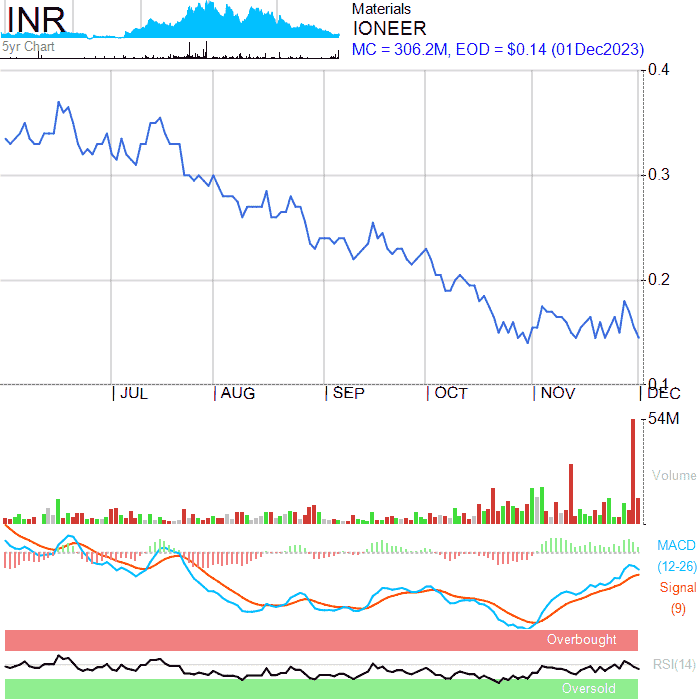 INR
Materials
IONEER
5yr Chart
MC = 306.2M, EOD = $0.14 (01Dec2023)
0.4
0.3
0.2
0.1
JUL
AUG
SEP
OCT
NOV
DEC
54M
Volume
MACD
(12-26)
Signal
(9)
Overbought
RSI(14)
Oversold